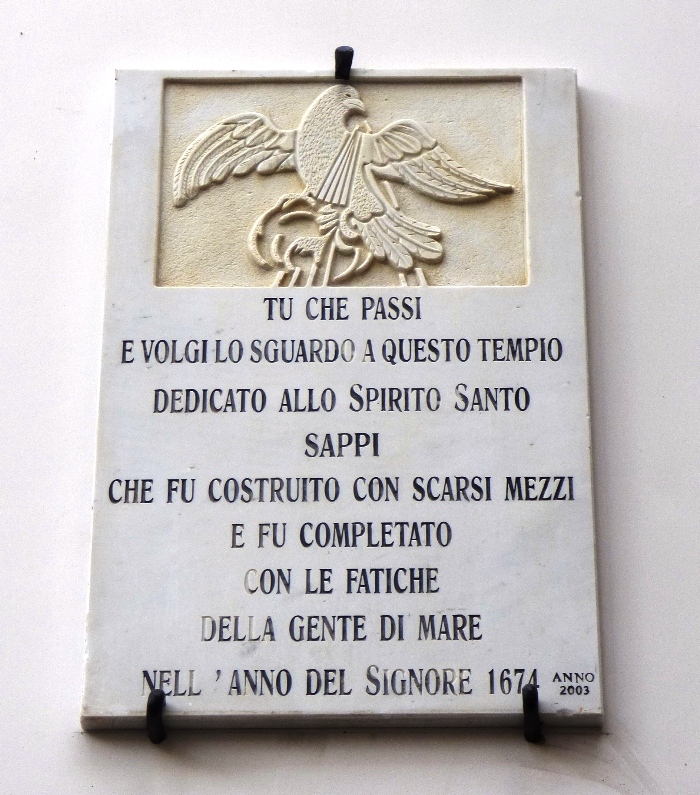 TU CHE PASSI
E VOLGI LO SGUARDO A QUESTO TEMPIO
DEDICATO ALLO SPIRITO SANTO
SAPPI
CHE FU COSTRUITO CON SCARSI MEZZI
E FU COMPLETATO
CON LE FATICHE
DELLA GENTE DI MARE
NELL 'ANNO DEL SIGNORE 1674
ANNO
2003